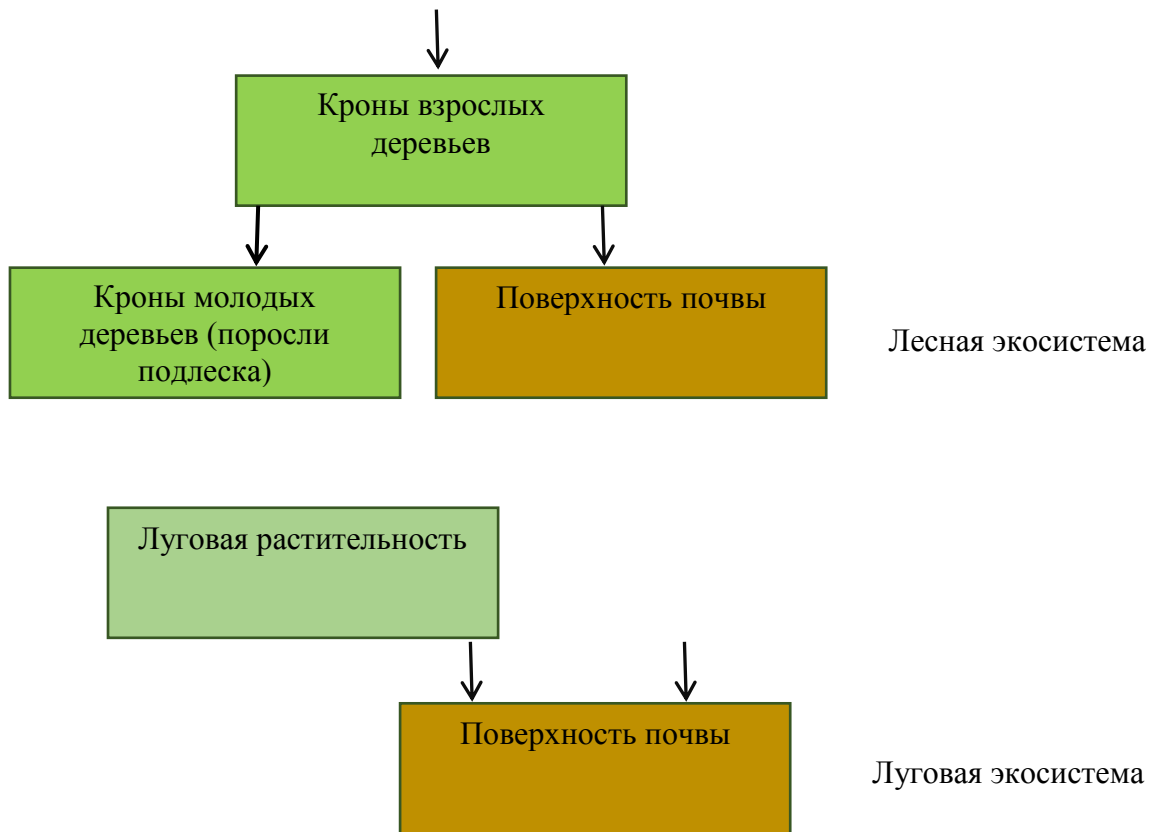 Кроны взрослых
деревьев
Кроны молодых
деревьев (поросли
подлеска)
Поверхность почвы
Лесная экосистема
Луговая растительность
Поверхность почвы
Луговая экосистема